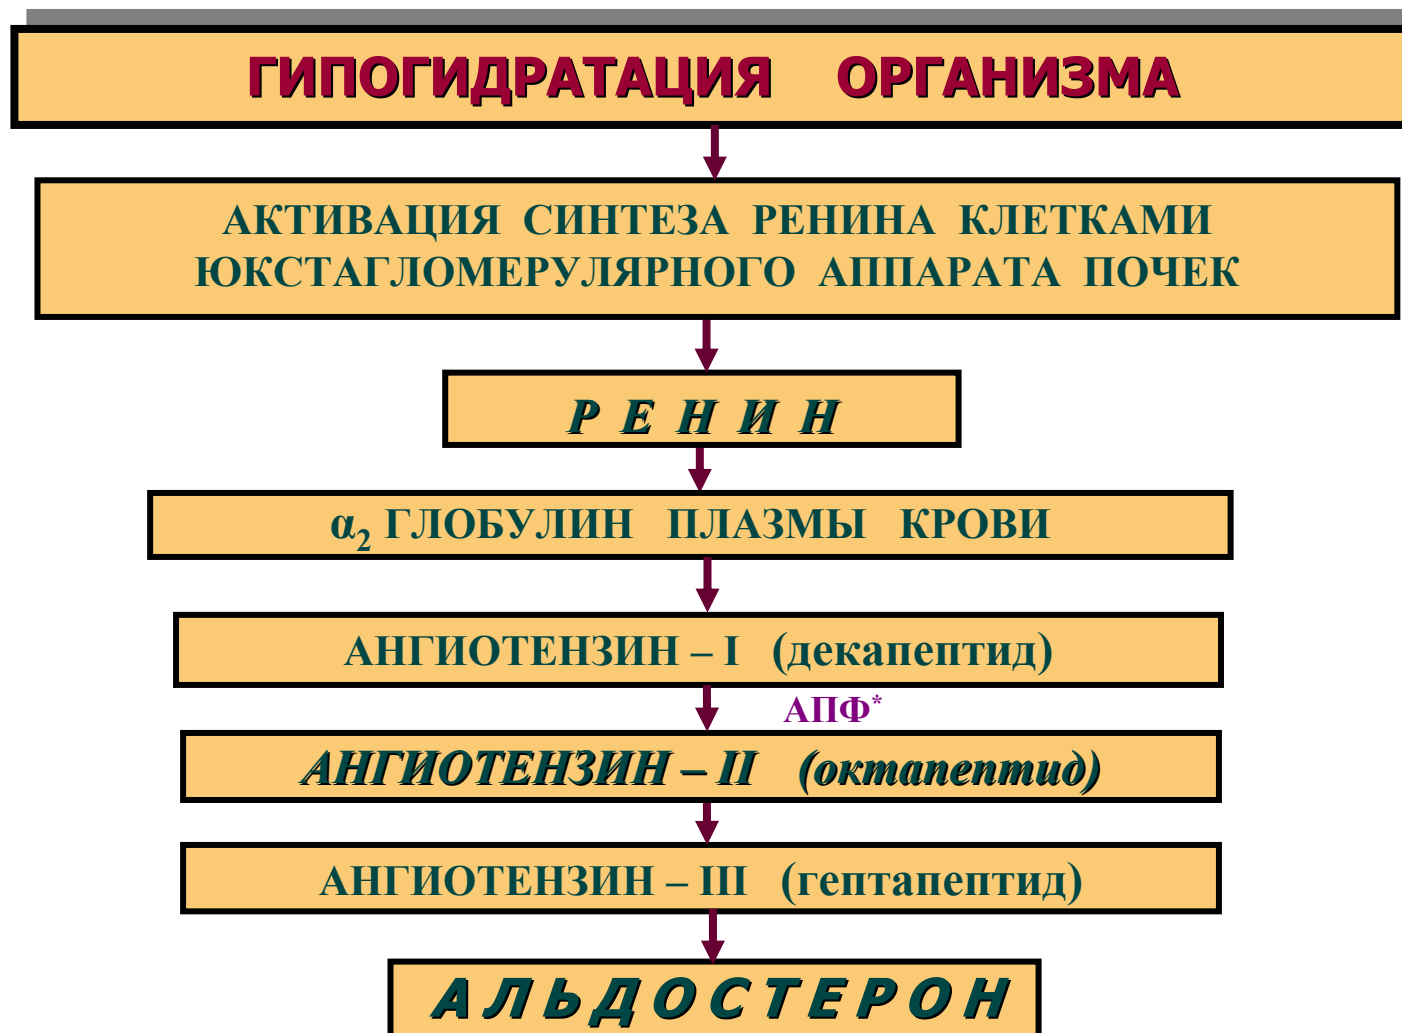 ГИПОГИДРАТАЦИЯ ОРГАНИЗМА
АКТИВАЦИЯ СИНТЕЗА РЕНИНА КЛЕТКАМИ
ЮКСТАГЛОМЕРУЛЯРНОГО АППАРАТА ПОЧЕК
Р Е Н И Н
α₂ ГЛОБУЛИН ПЛАЗМЫ КРОВИ
АНГИОТЕНЗИН – I (декапептид)
АПФ*
АНГИОТЕНЗИН – II (октапептид)
АНГИОТЕНЗИН – III (гептапептид)
А Л Ь Д О С Т Е Р О Н